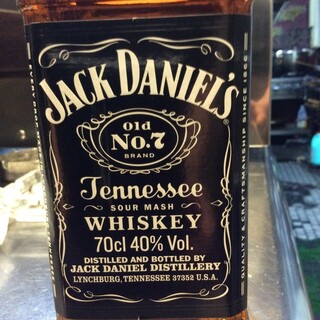 JACK DANIEL'S
Old
No.7
BRAND
Tennessee
SOUR MASH
WHISKEY
70cl 40% Vol.
DISTILLED AND BOTTLED BY
JACK DANIEL DISTILLERY
LYNCHBURG, TENNESSEE 37352 U.S.A.
QUALITY & CRAFTSMANSHIP SINCE 1866